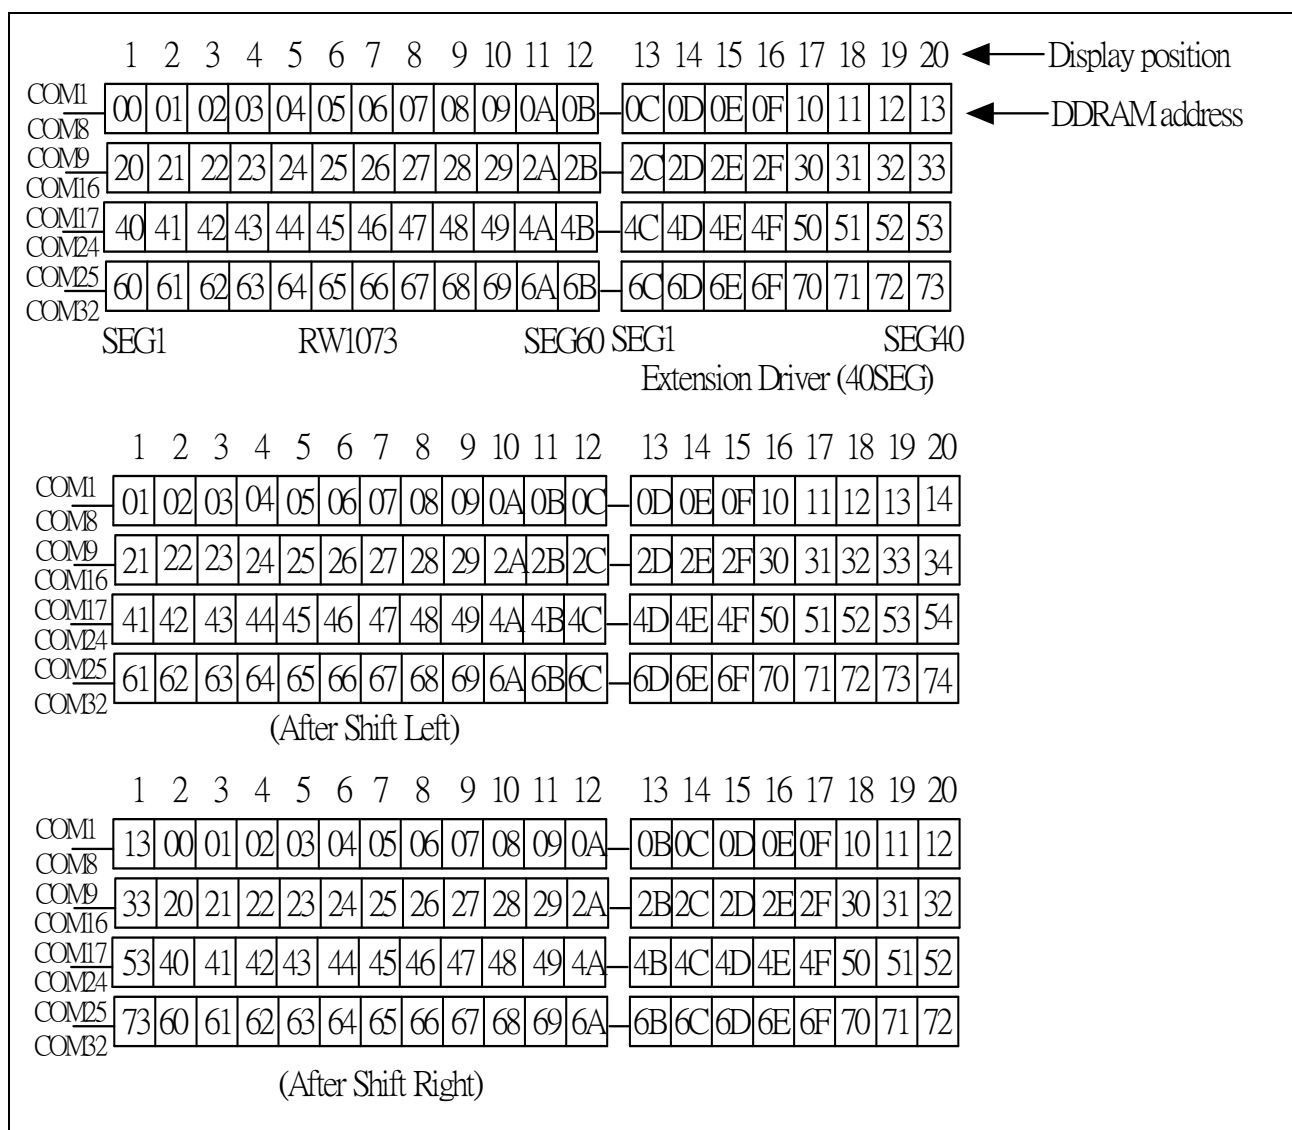 1 2 3 4 5 6 7 8 9 10 11 12 13 14 15 16 17 18 19 20 Display position
COM1
00 01 02 03 04 05 06 07 08 09 0A 0B 0C 0D 0E 0F 10 11 12 13 DDRAM address
COM8
COM9
20 21 22 23 24 25 26 27 28 29 2A 2B 2C 2D 2E 2F 30 31 32 33
COM16
COM17
40 41 42 43 44 45 46 47 48 49 4A 4B 4C 4D 4E 4F 50 51 52 53
COM24
COM25
60 61 62 63 64 65 66 67 68 69 6A 6B 6C 6D 6E 6F 70 71 72 73
COM32
SEG1 RW1073 SEG60 SEG1 SEG40
Extension Driver (40SEG)
1 2 3 4 5 6 7 8 9 10 11 12 13 14 15 16 17 18 19 20
COM1
01 02 03 04 05 06 07 08 09 0A 0B 0C 0D 0E 0F 10 11 12 13 14
COM8
COM9
21 22 23 24 25 26 27 28 29 2A 2B 2C 2D 2E 2F 30 31 32 33 34
COM16
COM17
41 42 43 44 45 46 47 48 49 4A 4B 4C 4D 4E 4F 50 51 52 53 54
COM24
COM25
61 62 63 64 65 66 67 68 69 6A 6B 6C 6D 6E 6F 70 71 72 73 74
COM32
(After Shift Left)
1 2 3 4 5 6 7 8 9 10 11 12 13 14 15 16 17 18 19 20
COM1
13 00 01 02 03 04 05 06 07 08 09 0A 0B 0C 0D 0E 0F 10 11 12
COM8
COM9
33 20 21 22 23 24 25 26 27 28 29 2A 2B 2C 2D 2E 2F 30 31 32
COM16
COM17
53 40 41 42 43 44 45 46 47 48 49 4A 4B 4C 4D 4E 4F 50 51 52
COM24
COM25
73 60 61 62 63 64 65 66 67 68 69 6A 6B 6C 6D 6E 6F 70 71 72
COM32
(After Shift Right)